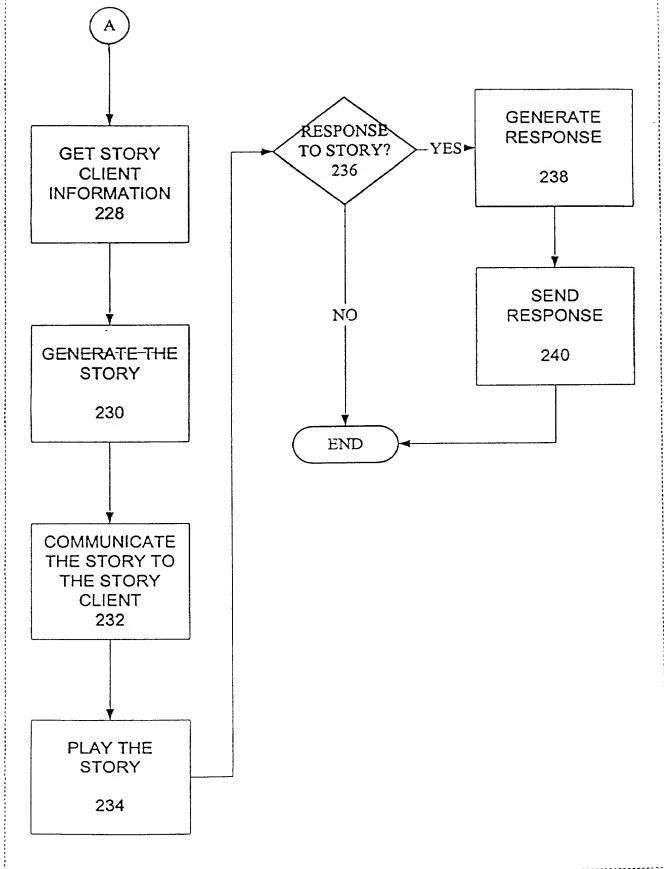 A
GET STORY
CLIENT
INFORMATION
228
GENERATE THE
STORY
230
COMMUNICATE
THE STORY TO
THE STORY
CLIENT
232
PLAY THE
STORY
234
RESPONSE
TO STORY?
236
YES
NO
END
GENERATE
RESPONSE
238
SEND
RESPONSE
240